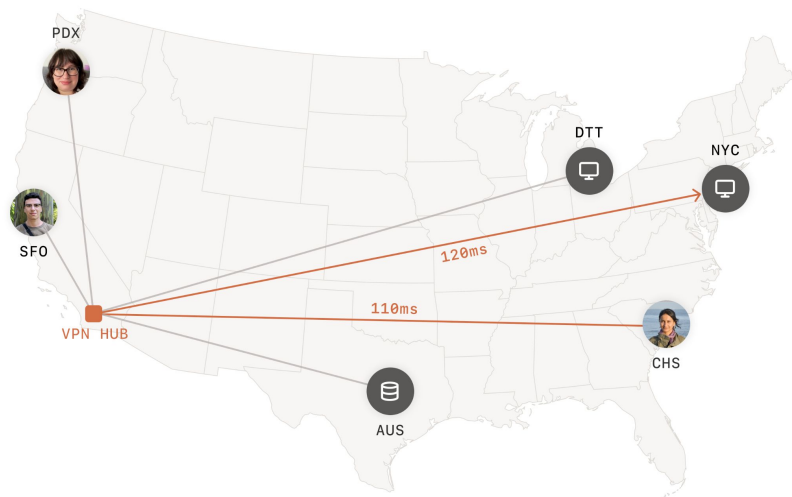 PDX
DTT
NYC
SFO
120ms
110ms
VPN HUB
CHS
AUS